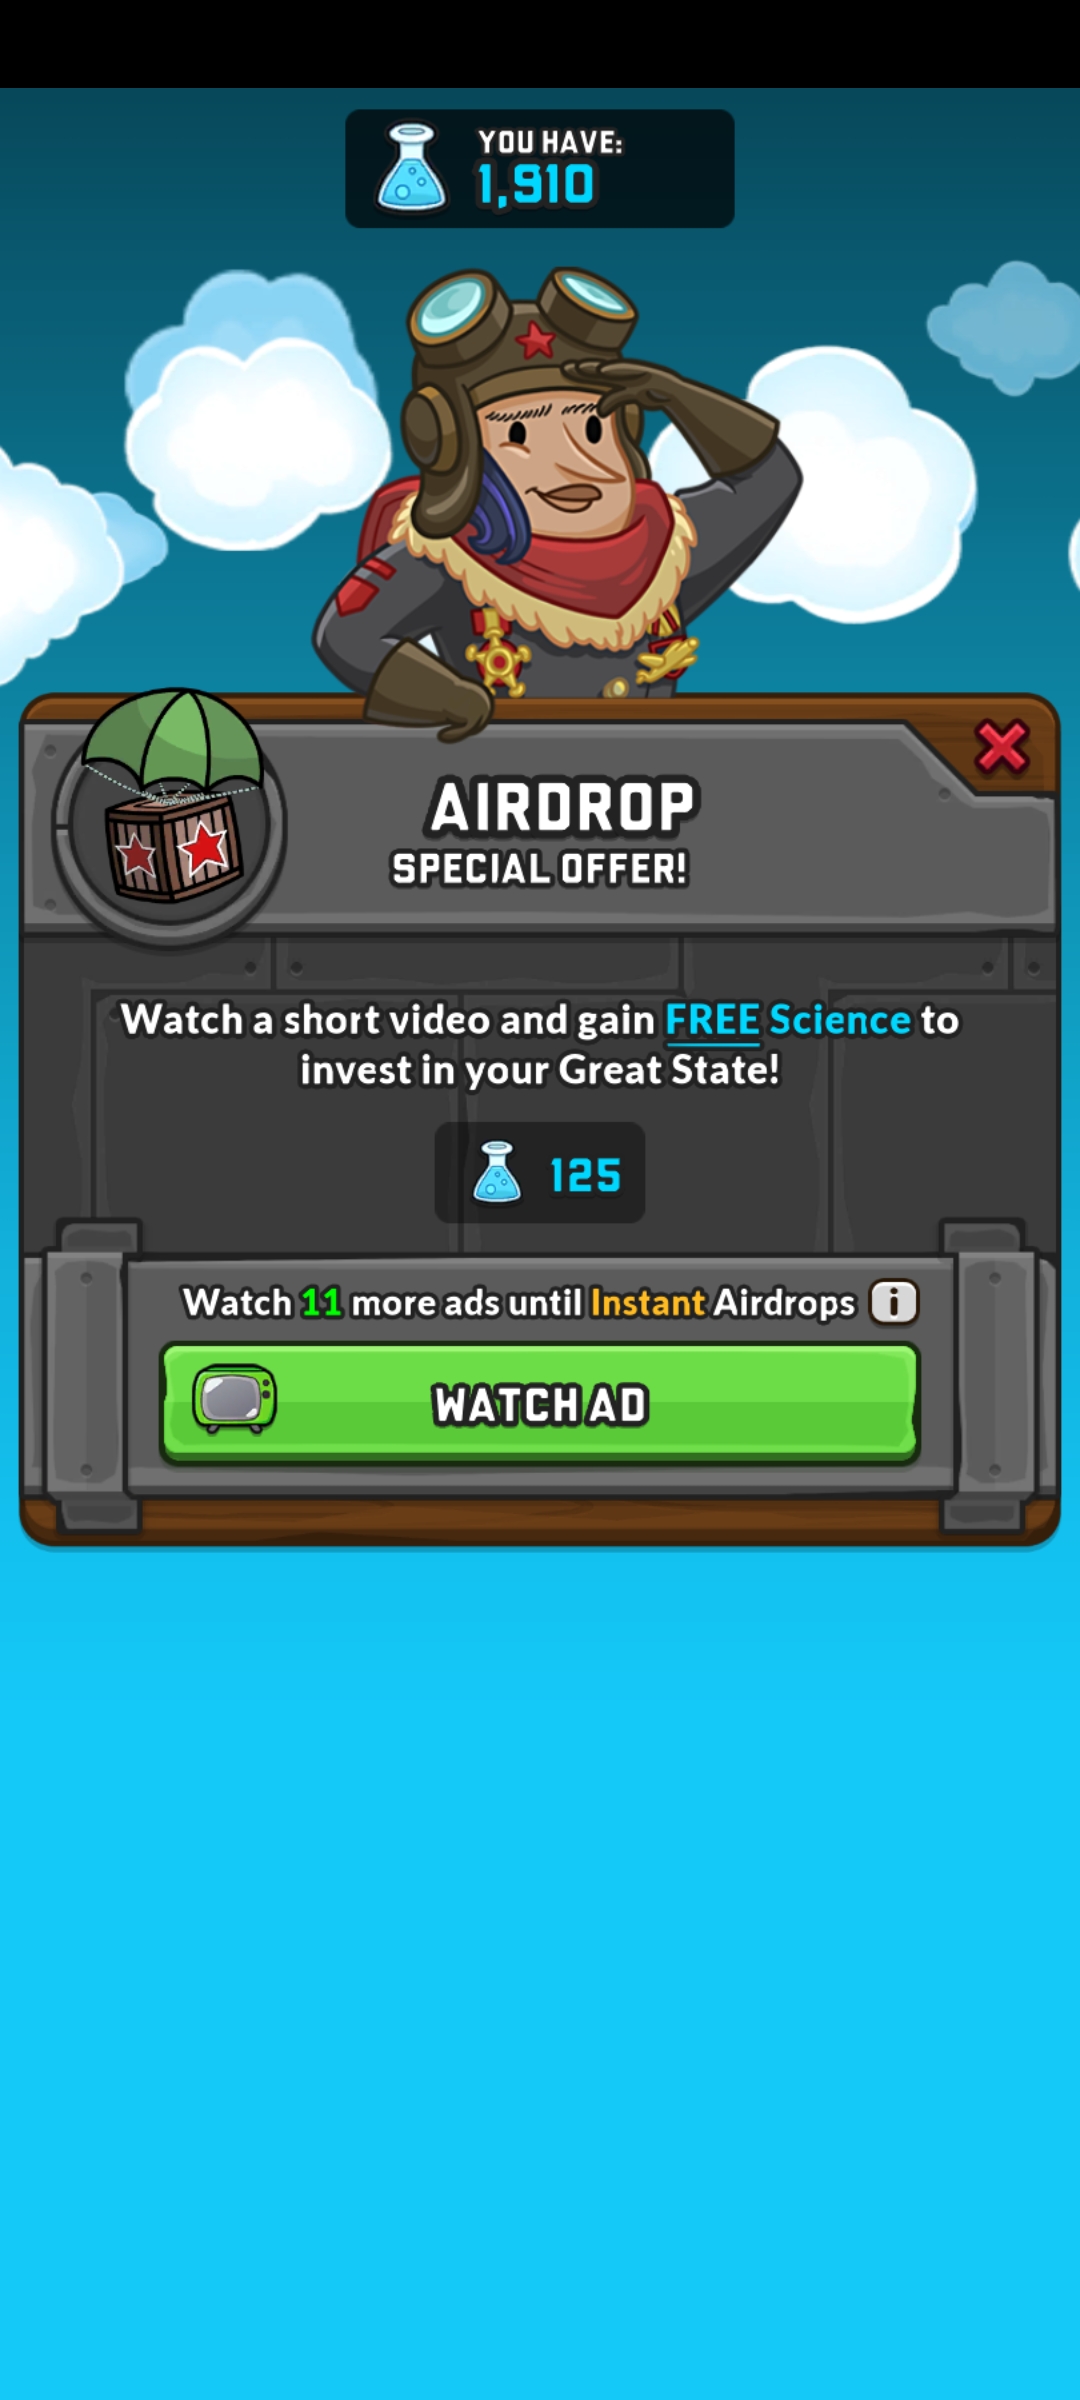 YOU HAVE:
1,910
AIRDROP
SPECIAL OFFER!
Watch a short video and gain FREE Science to
invest in your Great State!
125
Watch 11 more ads until Instant Airdrops i
WATCH AD